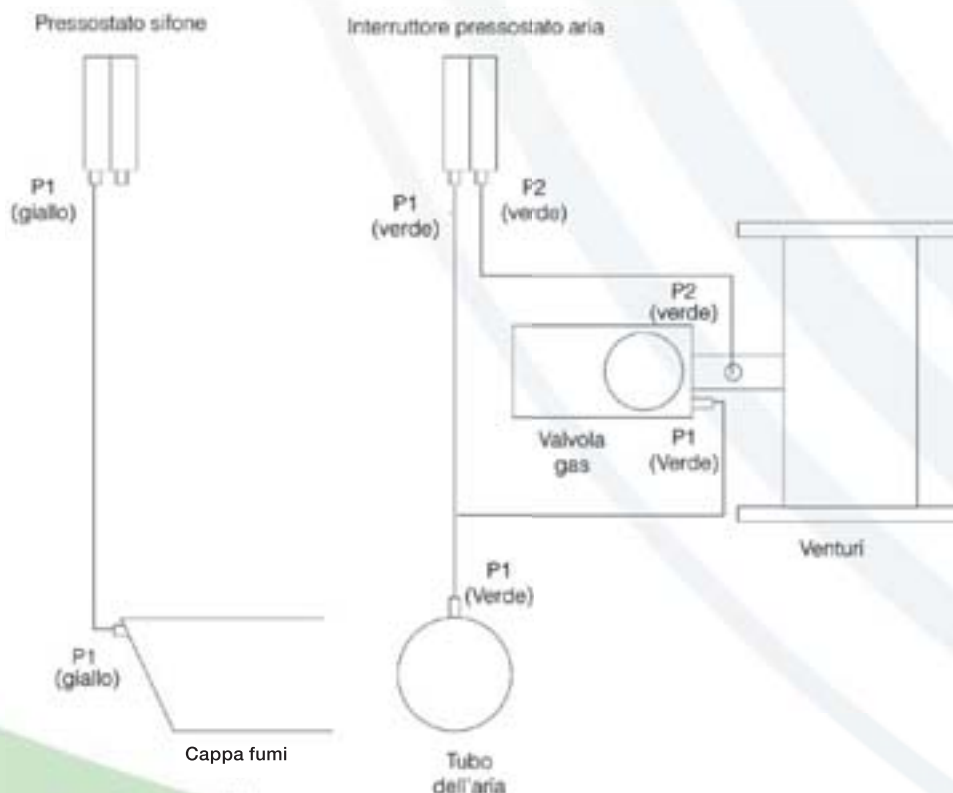 Pressostato sifone
Interruttore pressostato aria
P1
(giallo)
P1
(verde)
P2
(verde)
P2
(verde)
Valvola
gas
P1
(Verde)
Venturi
P1
(Verde)
P1
(giallo)
Cappa fumi
Tubo
dell'aria